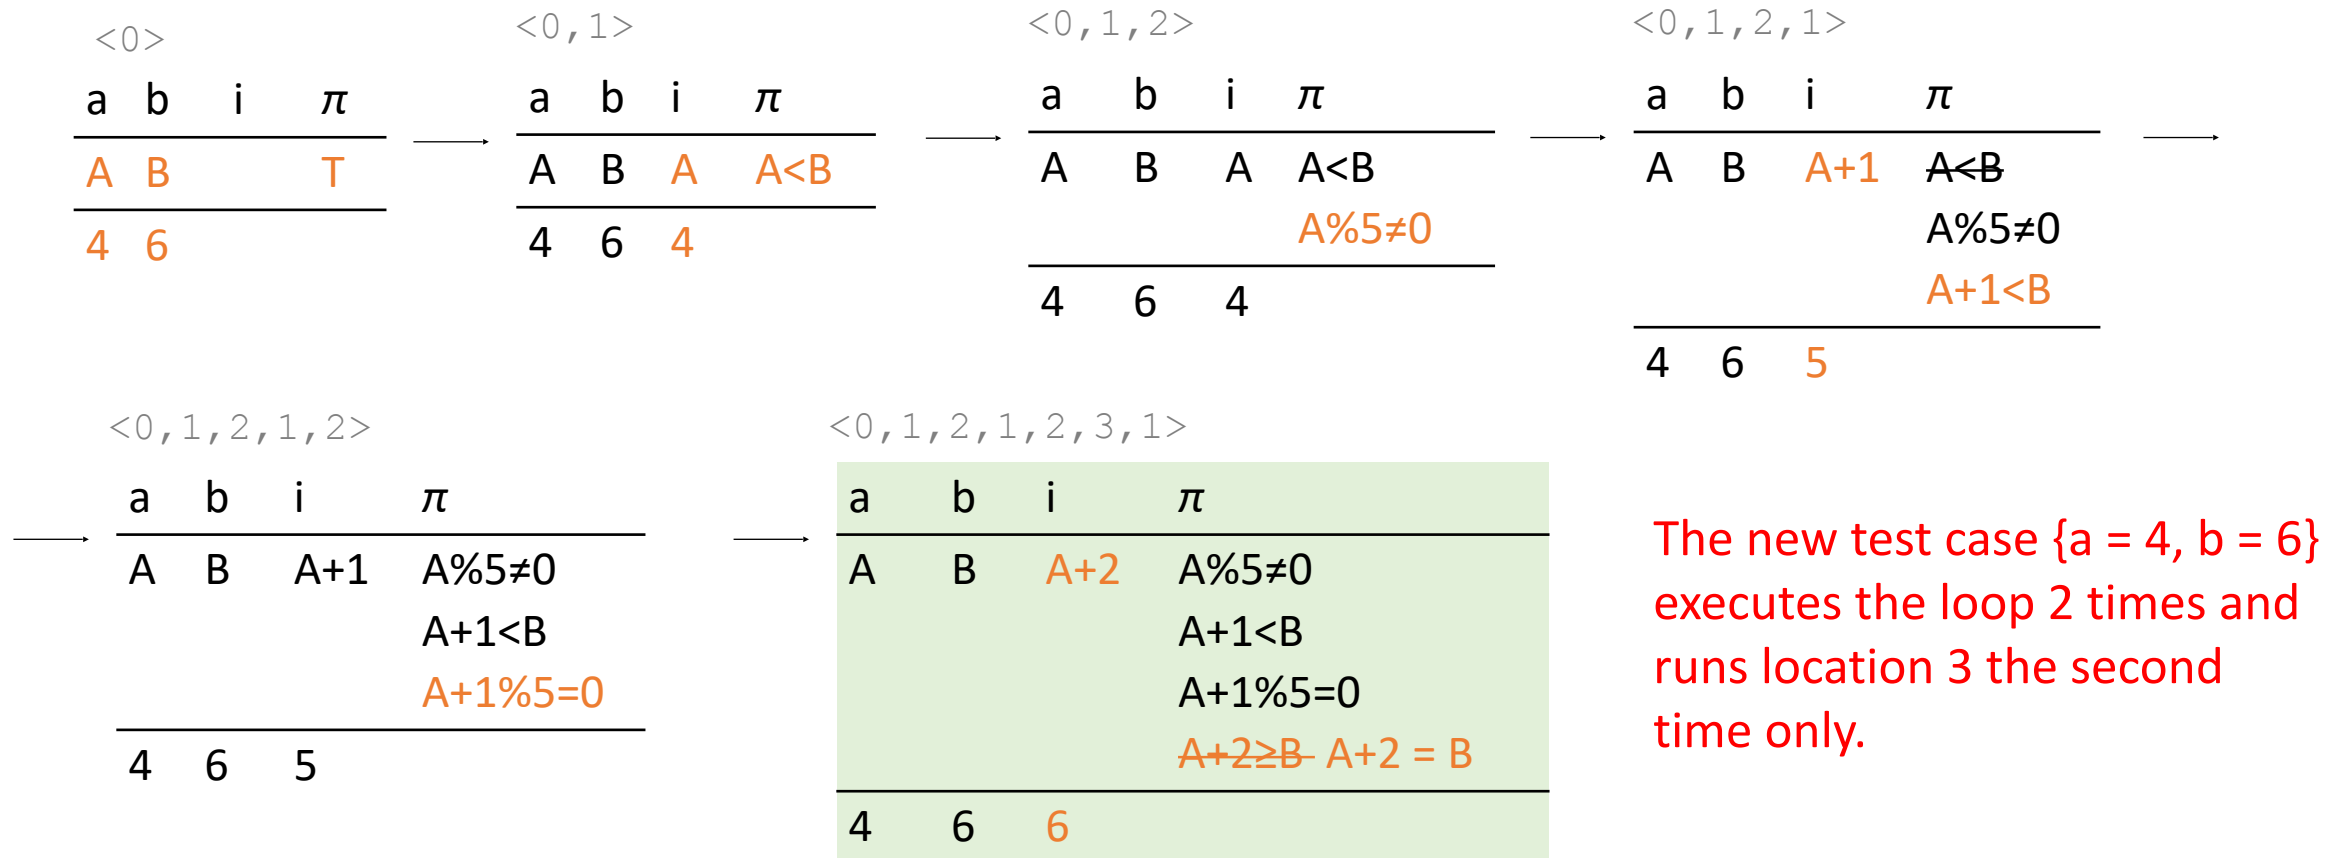 <0>
a b i π
A B T
4 6
<0,1>
a b i π
A B A A<B
4 6 4
<0,1,2>
a b i π
A B A A<B
A%5≠0
4 6 4
<0,1,2,1>
a b i π
A B A+1 A<B
A%5≠0
A+1<B
4 6 5
<0,1,2,1,2>
a b i π
A B A+1 A%5≠0
A+1<B
A+1%5=0
4 6 5
<0,1,2,1,2,3,1>
a b i π
A B A+2 A%5≠0
A+1<B
A+1%5=0
A+2≥B A+2 = B
4 6 6
The new test case {a = 4, b = 6}
executes the loop 2 times and
runs location 3 the second
time only.